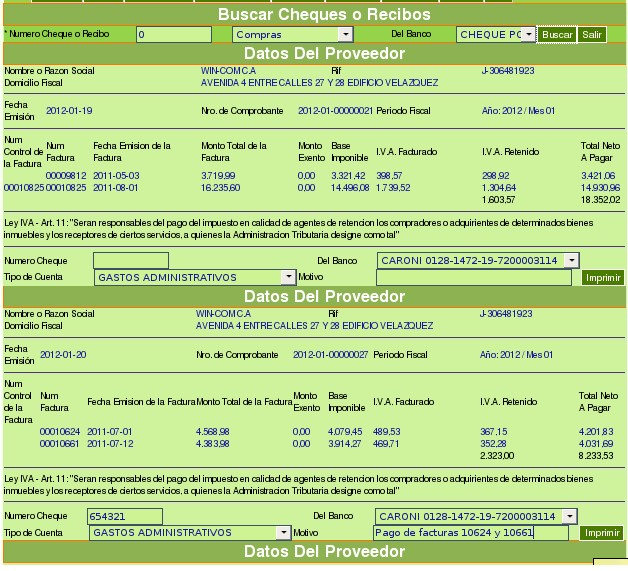 Buscar Cheques o Recibos
* Numero Cheque o Recibo 0 Compras Del Banco CHEQUE PC Buscar Salir
Datos Del Proveedor
Nombre o Razon Social WIN-COM C.A Rif J-306481923
Domicilio Fiscal AVENIDA 4 ENTRE CALLES 27 Y 28 EDIFICIO VELAZQUEZ
Fecha Emisión 2012-01-19 Nro. de Comprobante 2012-01-00000021 Periodo Fiscal Año: 2012 / Mes 01
Num Control de la Factura Num Factura Fecha Emision de la Factura Monto Total de la Factura Monto Exento Base Imponible I.V.A. Facturado I.V.A. Retenido Total Neto A Pagar
00009812 2011-05-03 3.719,99 0,00 3.321,42 398,57 298,92 3.421,06
00010825 00010825 2011-08-01 16.235,60 0,00 14.496,08 1.739,52 1.304,64 14.930,96
1.603,57 18.352,02
Ley IVA - Art. 11: "Seran responsables del pago del impuesto en calidad de agentes de retencion los compradores o adquirientes de determinados bienes
inmuebles y los receptores de ciertos servicios, a quienes la Administracion Tributaria designe como tal"
Numero Cheque Del Banco CARONI 0128-1472-19-7200003114
Tipo de Cuenta GASTOS ADMINISTRATIVOS Motivo Imprimir
Datos Del Proveedor
Nombre o Razon Social WIN-COM C.A Rif J-306481923
Domicilio Fiscal AVENIDA 4 ENTRE CALLES 27 Y 28 EDIFICIO VELAZQUEZ
Fecha Emisión 2012-01-20 Nro. de Comprobante 2012-01-00000027 Periodo Fiscal Año: 2012 / Mes 01
Num Control de la Factura Num Factura Fecha Emision de la Factura Monto Total de la Factura Monto Exento Base Imponible I.V.A. Facturado I.V.A. Retenido Total Neto A Pagar
00010624 2011-07-01 4.568,98 0,00 4.079,45 489,53 367,15 4.201,83
00010661 2011-07-12 4.383,98 0,00 3.914,27 469,71 352,28 4.031,69
2.323,00 8.233,53
Ley IVA - Art. 11: "Seran responsables del pago del impuesto en calidad de agentes de retencion los compradores o adquirientes de determinados bienes
inmuebles y los receptores de ciertos servicios, a quienes la Administracion Tributaria designe como tal"
Numero Cheque 654321 Del Banco CARONI 0128-1472-19-7200003114
Tipo de Cuenta GASTOS ADMINISTRATIVOS Motivo Pago de facturas 10624 y 10661 Imprimir
Datos Del Proveedor